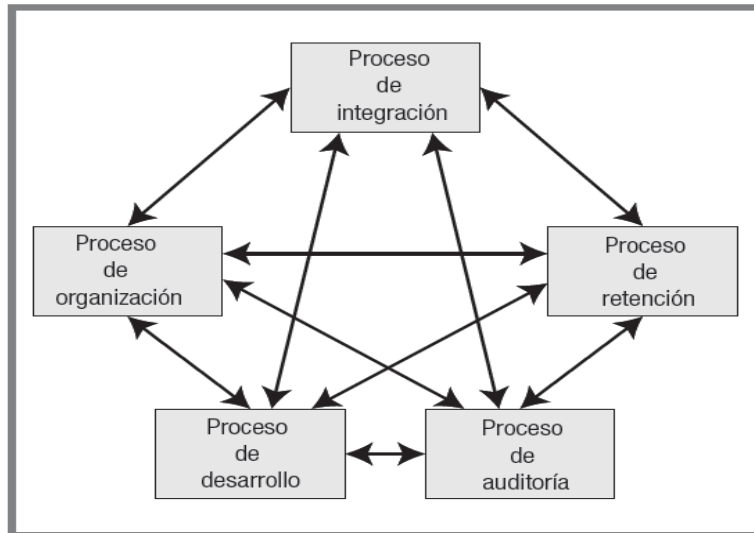 Proceso
de
integración
Proceso
de
organización
Proceso
de
retención
Proceso
de
desarrollo
Proceso
de
auditoría